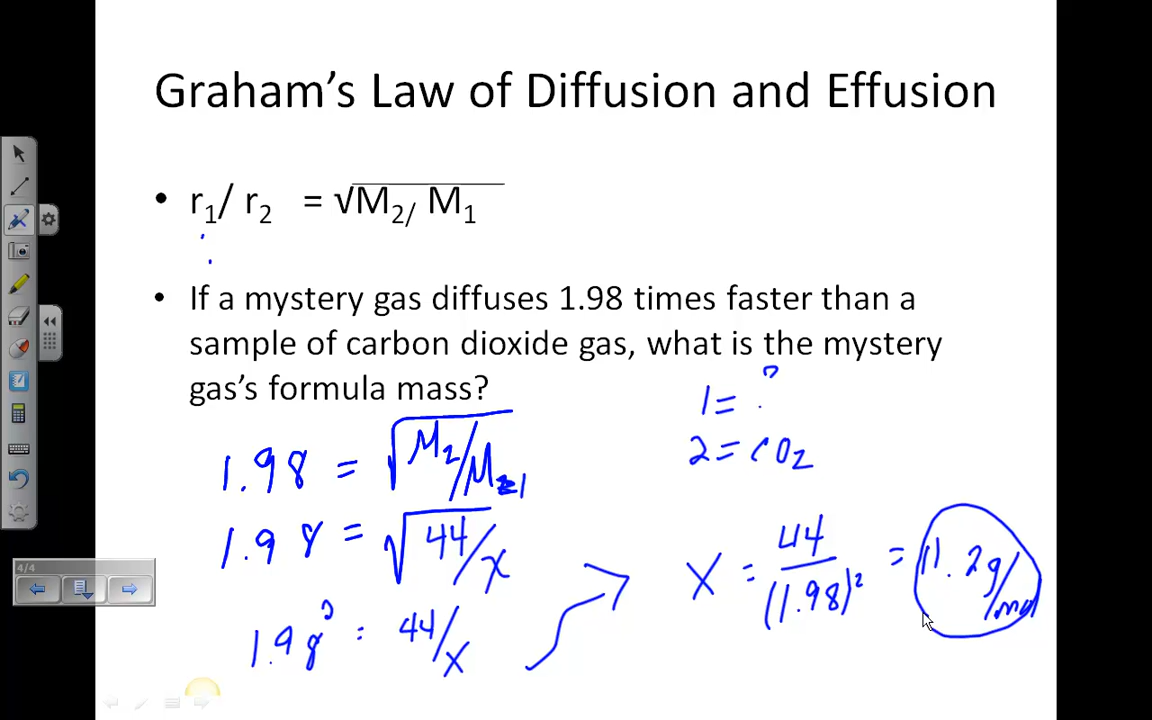 Graham's Law of Diffusion and Effusion
• r₁/ r₂ = √M₂/ M₁
• If a mystery gas diffuses 1.98 times faster than a
sample of carbon dioxide gas, what is the mystery
gas's formula mass?
1 = ?
2 = CO₂
1.98 = √M₂/M₁
1.98 = √44/x
1.98² = 44/x
X = 44/(1.98)² = 11.2g/mol
4/4